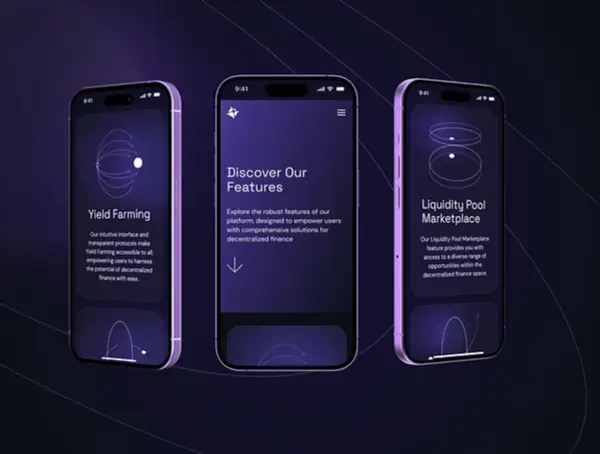 9:41
Yield Farming
Our intuitive interface and
transparent protocols make
Yield Farming accessible to all,
empowering users to harness
the potential of decentralized
finance with ease.
9:41
Discover Our
Features
Explore the robust features of our
platform, designed to empower users
with comprehensive solutions for
decentralized finance
9:41
Liquidity Pool
Marketplace
Our Liquidity Pool Marketplace
feature provides you with
access to a diverse range of
opportunities within the
decentralized finance space.